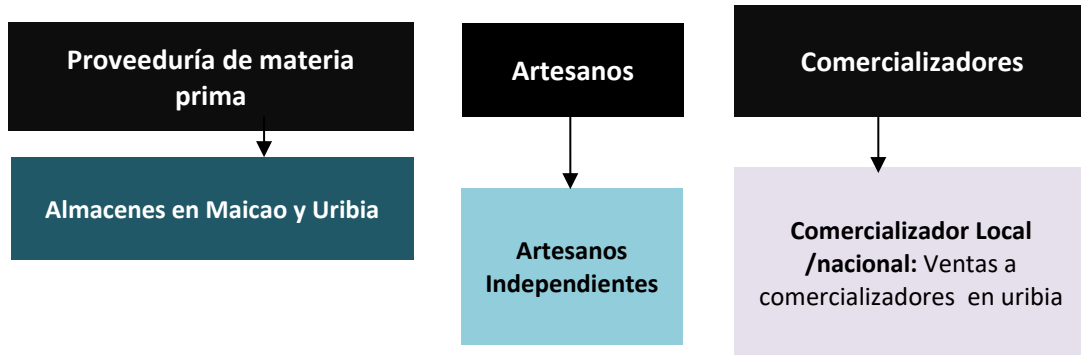 Proveeduría de materia
prima
Almacenes en Maicao y Uribia
Artesanos
Artesanos
Independientes
Comercializadores
Comercializador Local
/nacional: Ventas a
comercializadores en uribia